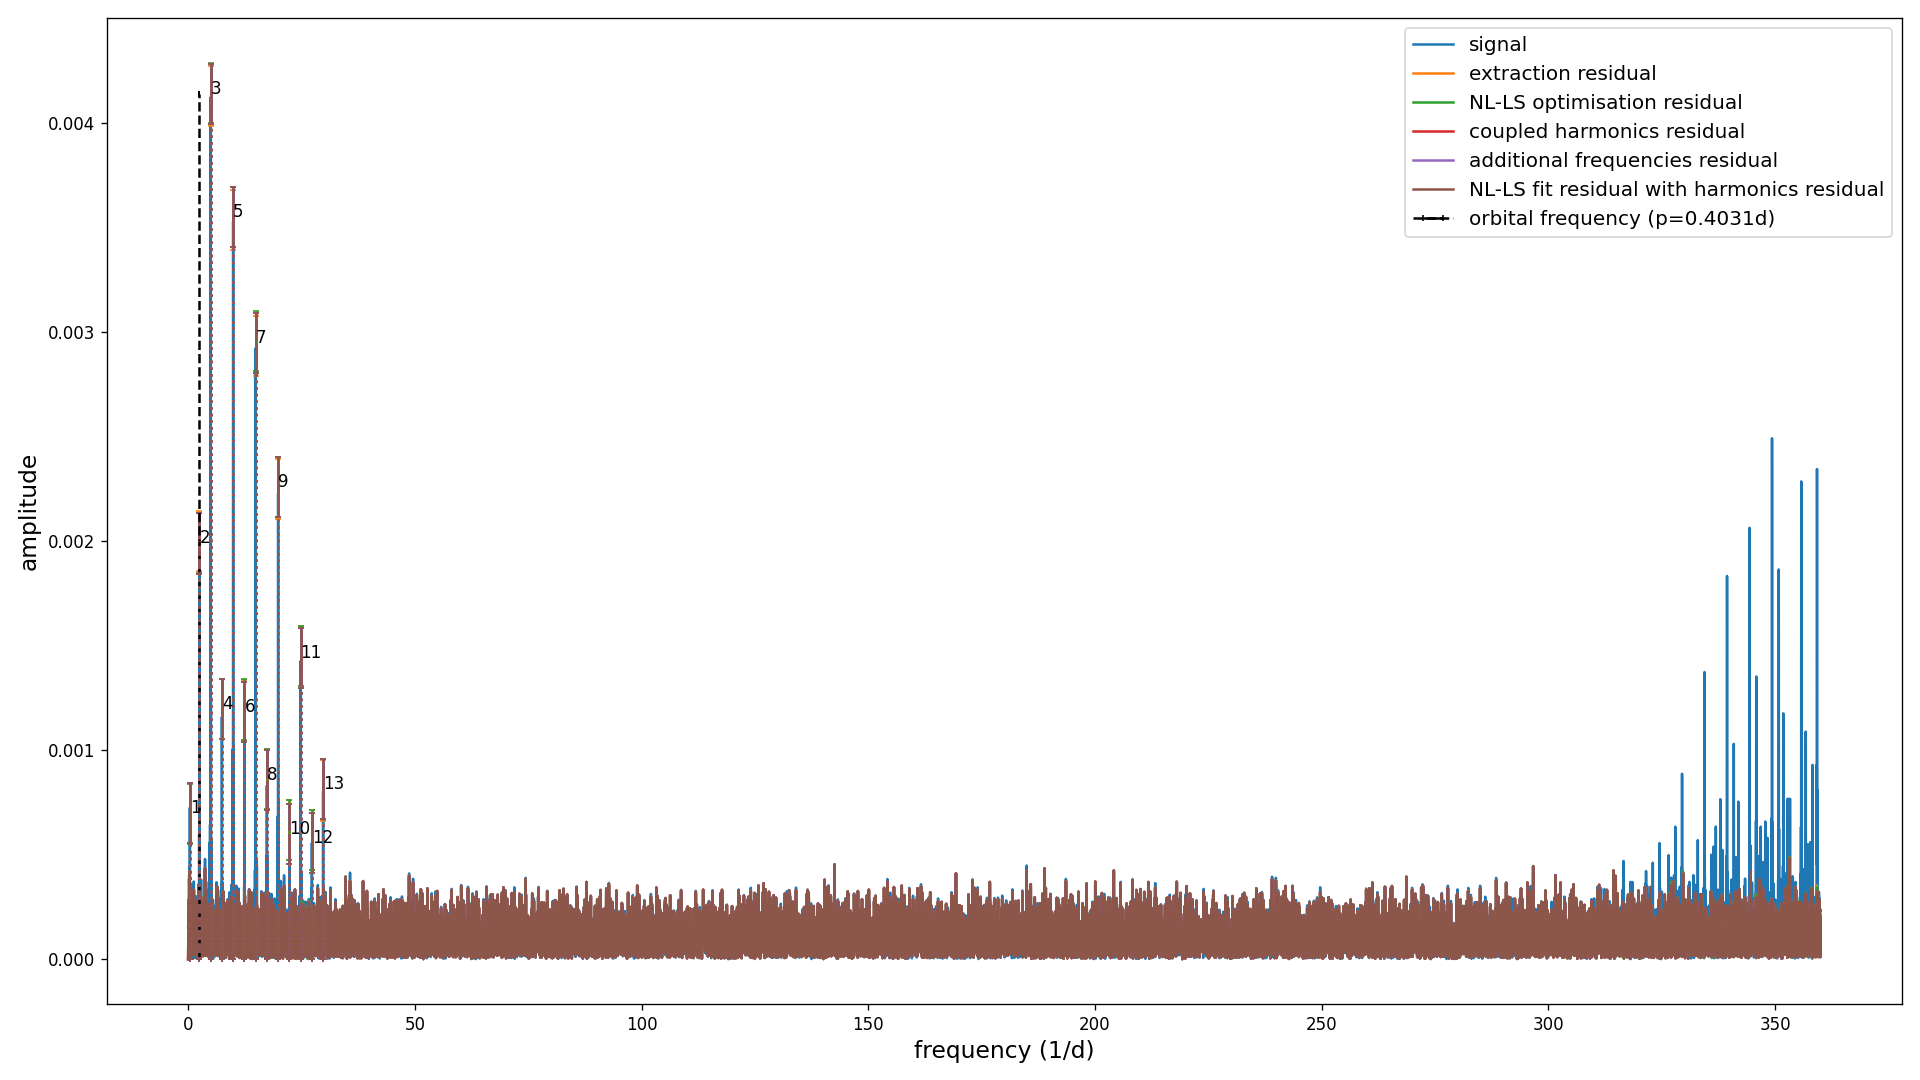 signal
extraction residual
NL-LS optimisation residual
coupled harmonics residual
additional frequencies residual
NL-LS fit residual with harmonics residual
orbital frequency (p=0.4031d)
amplitude
0.004
0.003
0.002
0.001
0.000
3
5
7
9
2
11
4
6
13
8
1
10
12
0
50
100
150
200
250
300
350
frequency (1/d)